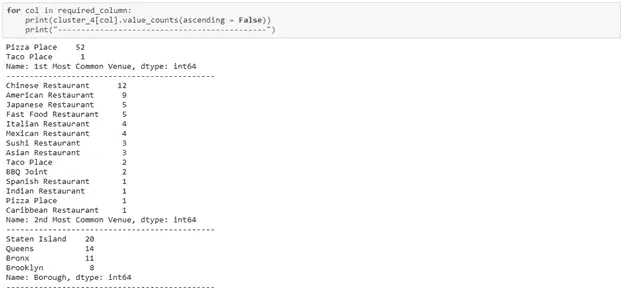 for col in required_column:
    print(cluster_4[col].value_counts(ascending = False))
    print("---------------------------------------------")
Pizza Place    52
Taco Place      1
Name: 1st Most Common Venue, dtype: int64
---------------------------------------------
Chinese Restaurant      12
American Restaurant      9
Japanese Restaurant      5
Fast Food Restaurant     5
Italian Restaurant       4
Mexican Restaurant       4
Sushi Restaurant         3
Asian Restaurant         3
Taco Place               2
BBQ Joint                2
Spanish Restaurant       1
Indian Restaurant        1
Pizza Place              1
Caribbean Restaurant     1
Name: 2nd Most Common Venue, dtype: int64
---------------------------------------------
Staten Island    20
Queens           14
Bronx            11
Brooklyn          8
Name: Borough, dtype: int64
---------------------------------------------